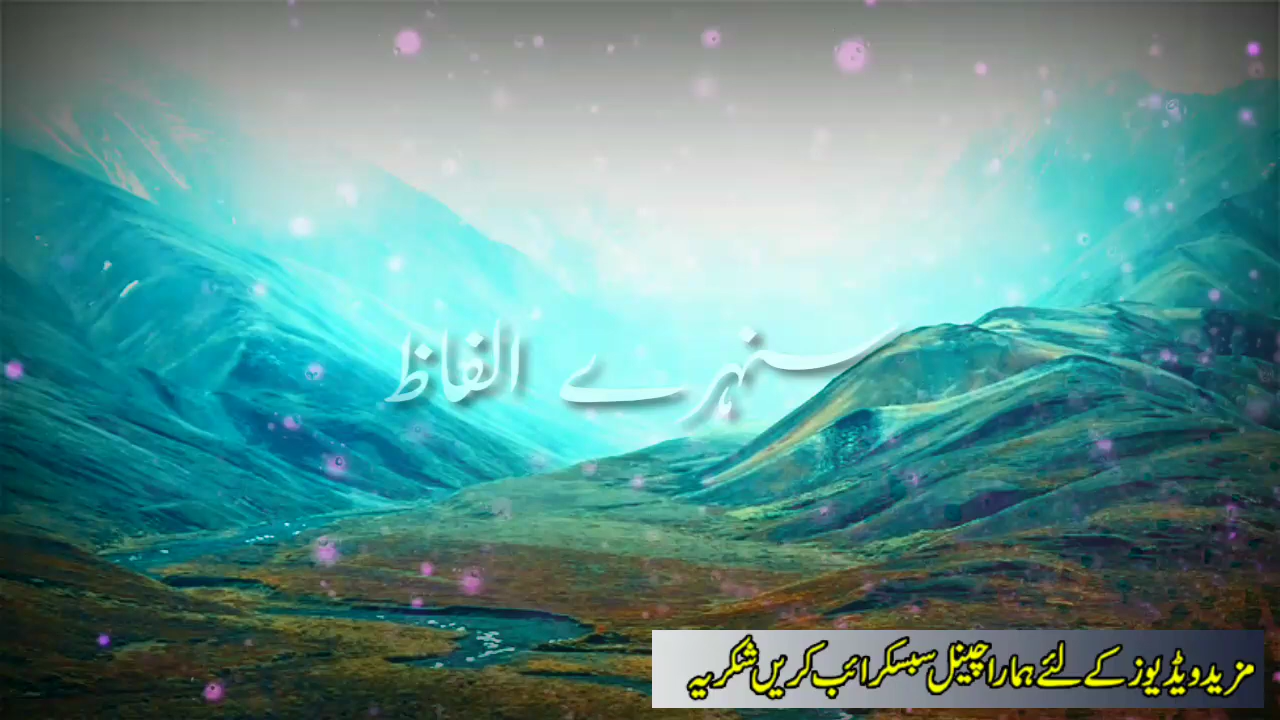 سنہرے الفاظ
مزید ویڈیوز کے لئے ہمارا چینل سبسکرائب کریں شکریہ